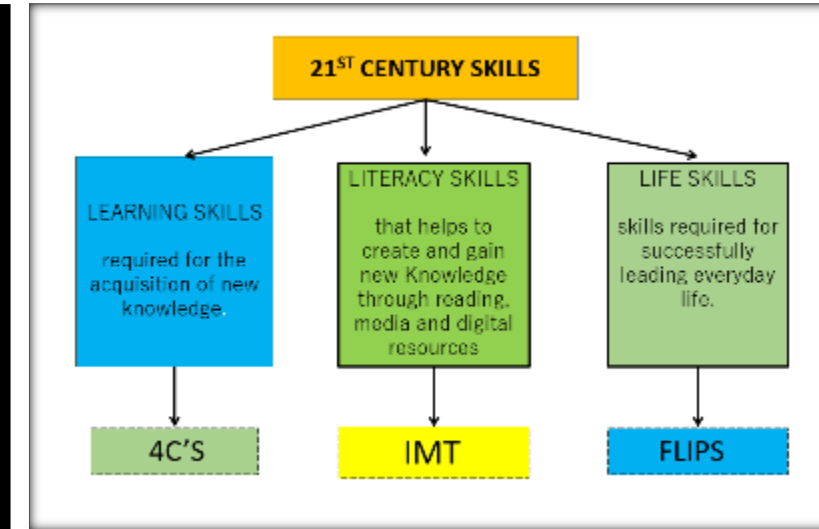 21ST CENTURY SKILLS
LEARNING SKILLS
required for the
acquisition of new
knowledge.
LITERACY SKILLS
that helps to
create and gain
new Knowledge
through reading,
media and digital
resources
LIFE SKILLS
skills required for
successfully
leading everyday
life.
4C'S
IMT
FLIPS